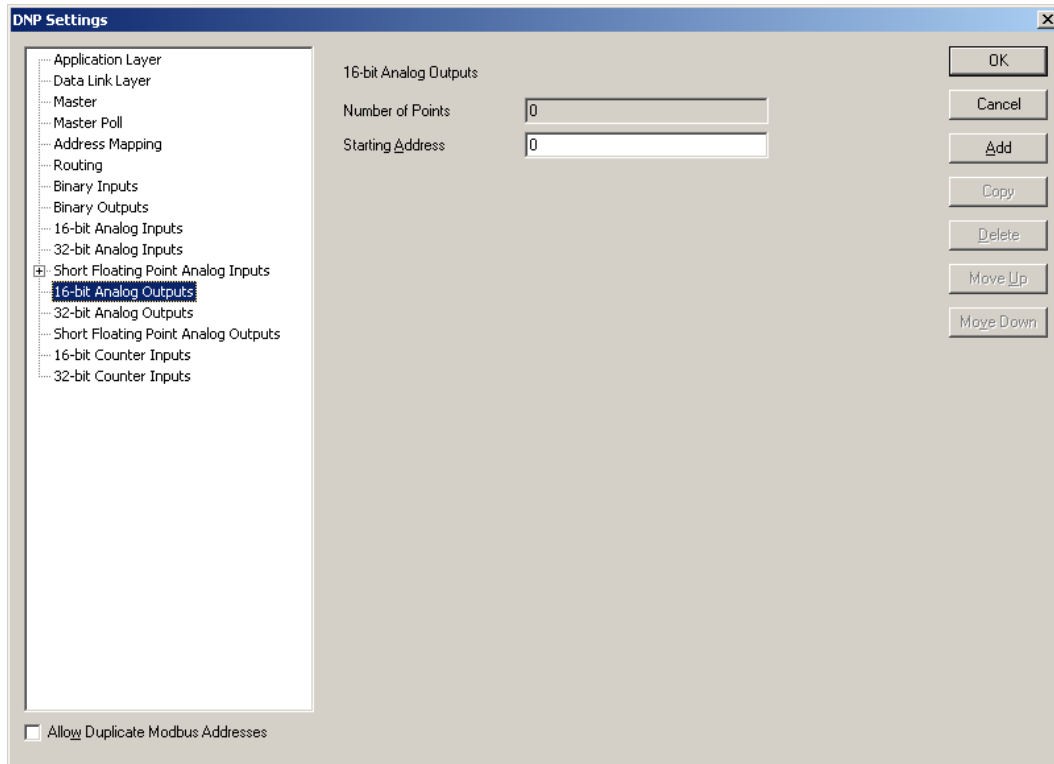 DNP Settings
Application Layer
Data Link Layer
Master
Master Poll
Address Mapping
Routing
Binary Inputs
Binary Outputs
16-bit Analog Inputs
32-bit Analog Inputs
Short Floating Point Analog Inputs
16-bit Analog Outputs
32-bit Analog Outputs
Short Floating Point Analog Outputs
16-bit Counter Inputs
32-bit Counter Inputs
Allow Duplicate Modbus Addresses
16-bit Analog Outputs
Number of Points 0
Starting Address 0
OK
Cancel
Add
Copy
Delete
Move Up
Move Down